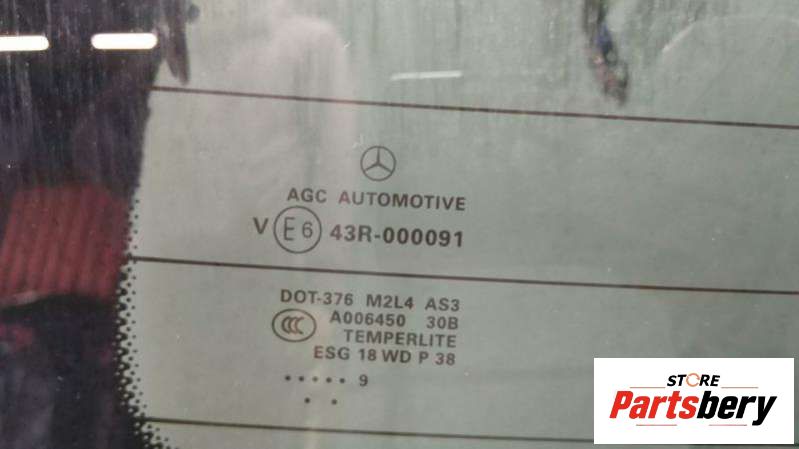 AGC AUTOMOTIVE
V E6 43R-000091
DOT-376 M2L4 AS3
CCC A006450 30B
TEMPERLITE
ESG 18 WD P 38
..... 9
. .
STORE
Partsbery